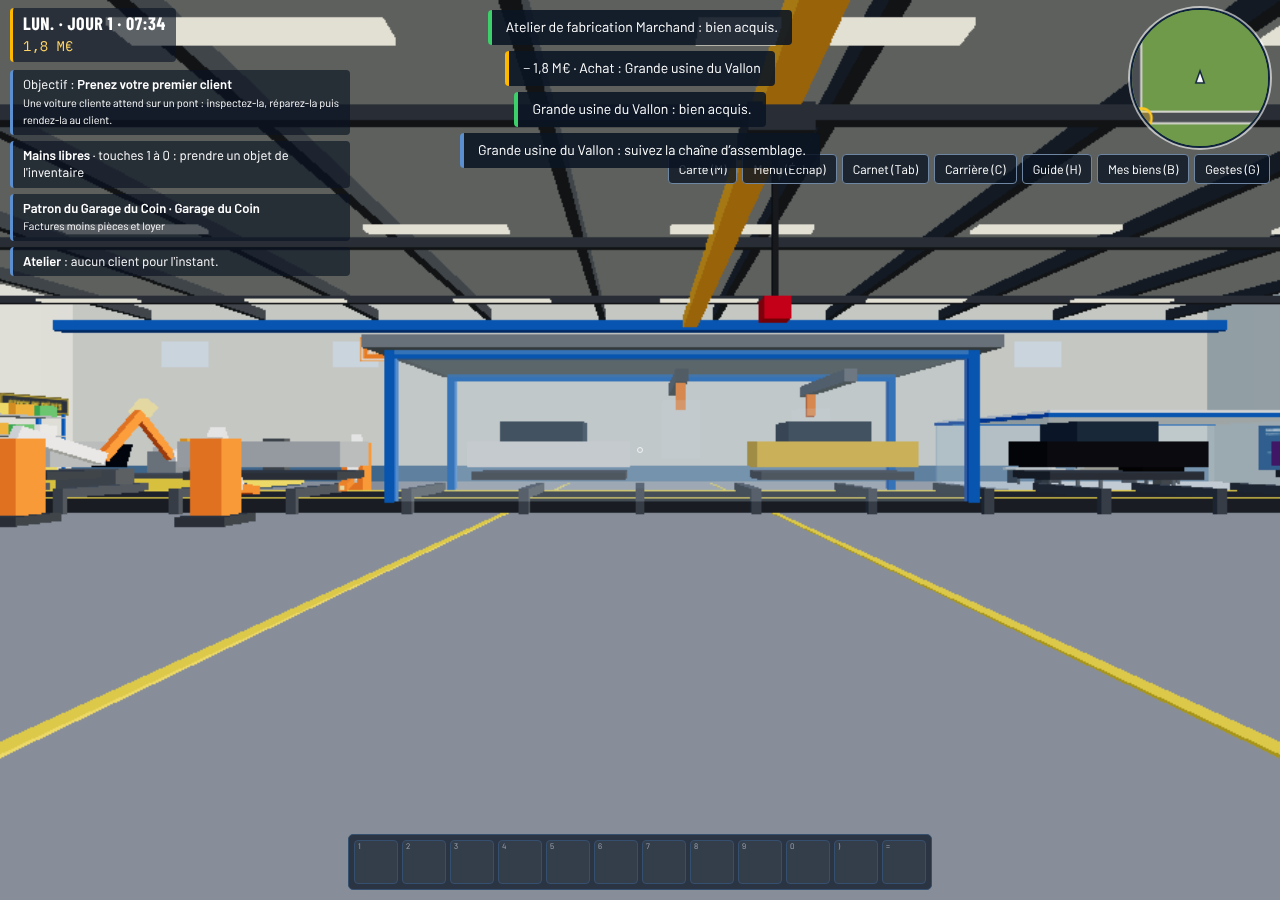 LUN. · JOUR 1 · 07:34
1,8 M€
Objectif : Prenez votre premier client
Une voiture cliente attend sur un pont : inspectez-la, réparez-la puis
rendez-la au client.
Mains libres · touches 1 à 0 : prendre un objet de
l'inventaire
Patron du Garage du Coin · Garage du Coin
Factures moins pièces et loyer
Atelier : aucun client pour l'instant.
Atelier de fabrication Marchand : bien acquis.
− 1,8 M€ · Achat : Grande usine du Vallon
Grande usine du Vallon : bien acquis.
Grande usine du Vallon : suivez la chaîne d'assemblage.
Carte (M)
Menu (Échap)
Carnet (Tab)
Carrière (C)
Guide (H)
Mes biens (B)
Gestes (G)
1 2 3 4 5 6 7 8 9 0 ) =